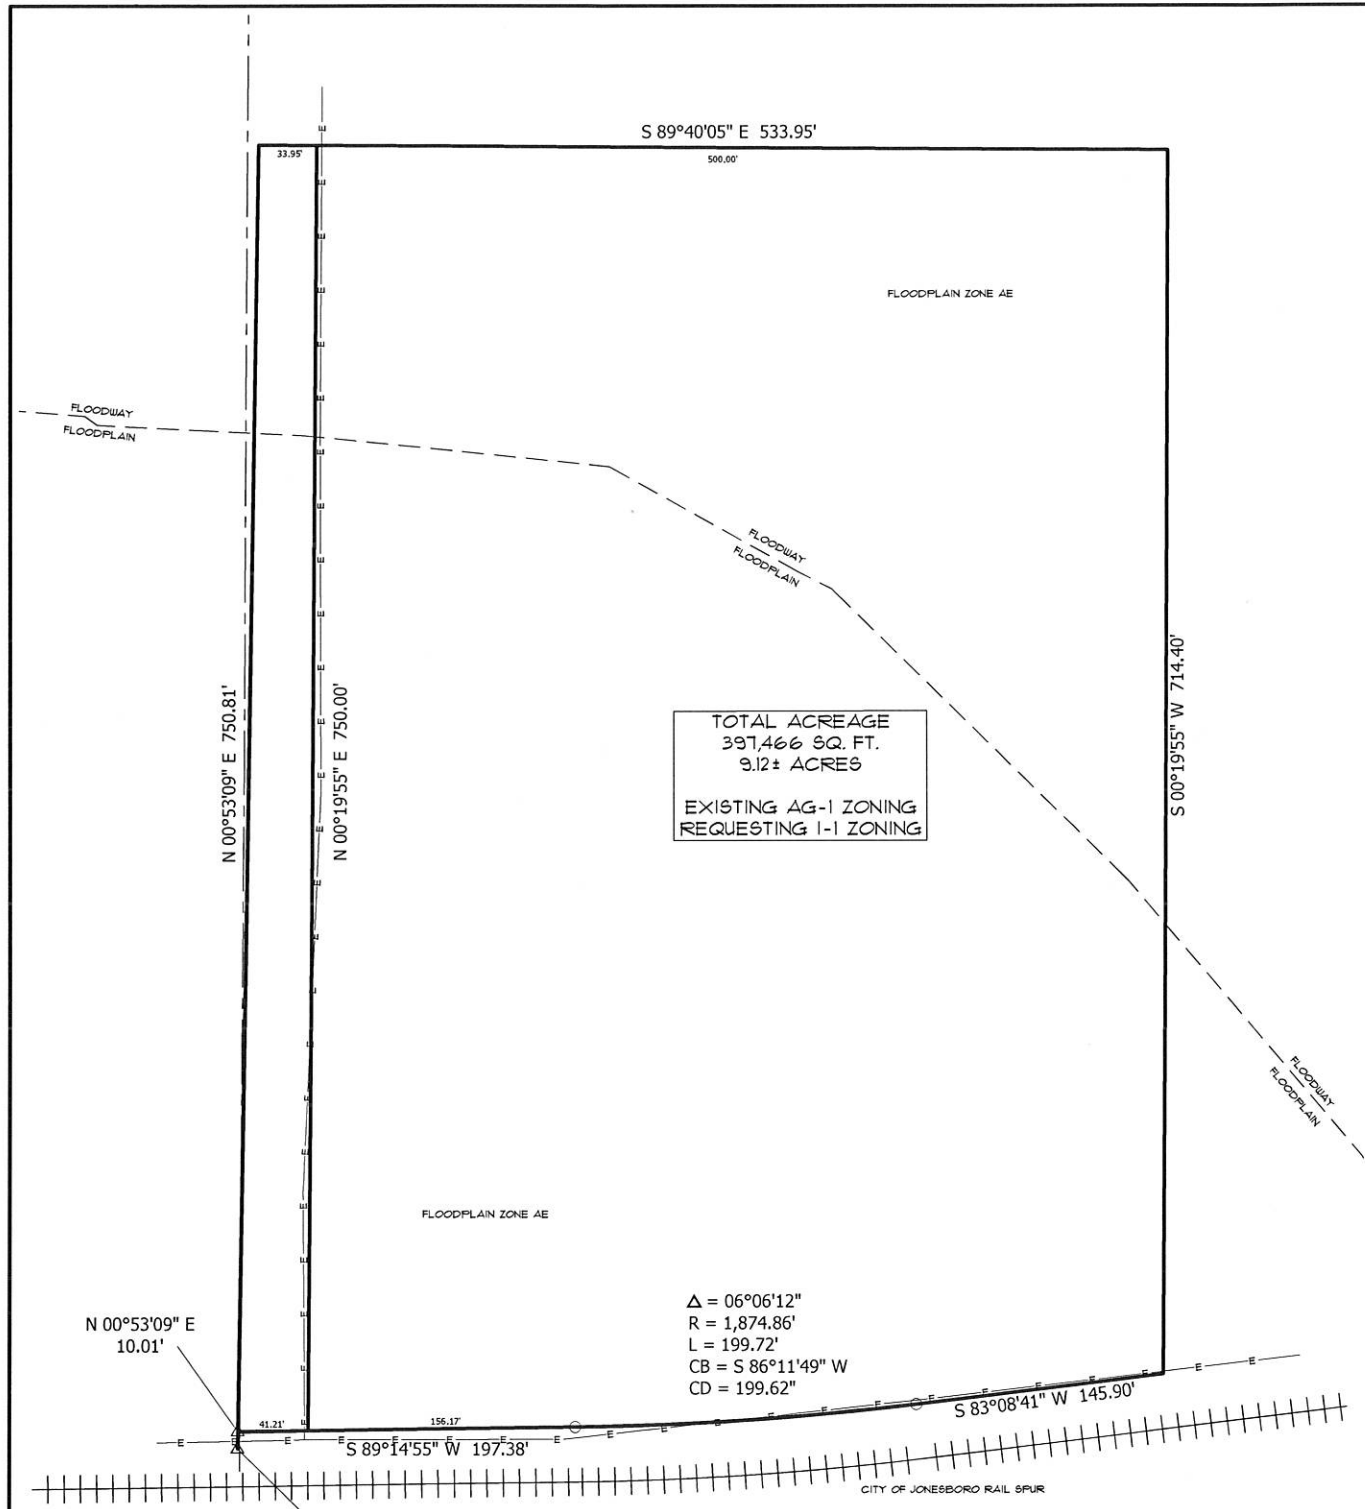 S 89°40'05" E 533.95'
33.95'
500.00'
E
FLOODPLAIN ZONE AE
FLOODWAY
FLOODPLAIN
FLOODWAY
FLOODPLAIN
N 00°53'09" E 750.81'
N 00°19'55" E 750.00'
S 00°19'55" W 714.40'
TOTAL ACREAGE
397,466 SQ. FT.
9.12± ACRES
EXISTING AG-1 ZONING
REQUESTING I-1 ZONING
FLOODWAY
FLOODPLAIN
FLOODPLAIN ZONE AE
N 00°53'09" E
10.01'
Δ = 06°06'12"
R = 1,874.86'
L = 199.72'
CB = S 86°11'49" W
CD = 199.62"
41.21'
156.17'
S 89°14'55" W 197.38'
S 83°08'41" W 145.90'
CITY OF JONESBORO RAIL SPUR